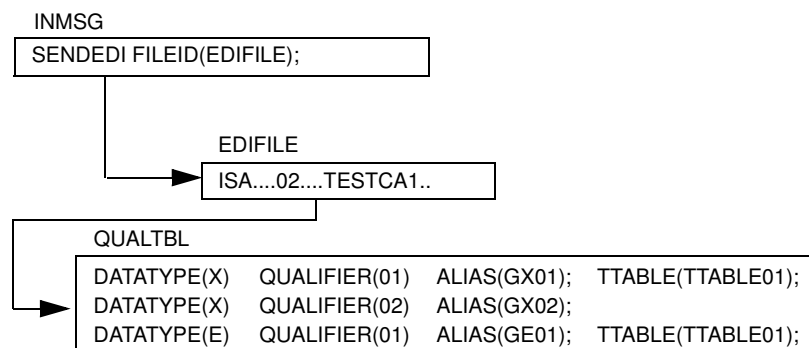 INMSG
SENDEDI FILEID(EDIFILE);
EDIFILE
ISA....02....TESTCA1..
QUALTBL
DATATYPE(X) QUALIFIER(01) ALIAS(GX01); TTABLE(TTABLE01);
DATATYPE(X) QUALIFIER(02) ALIAS(GX02);
DATATYPE(E) QUALIFIER(01) ALIAS(GE01); TTABLE(TTABLE01);